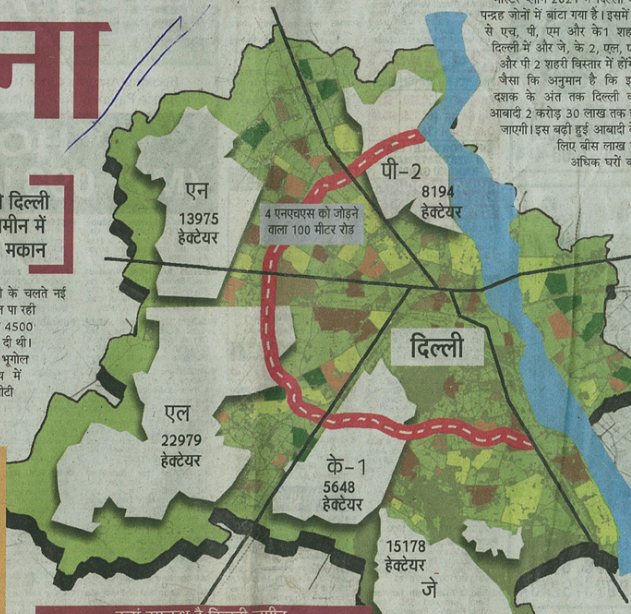 पन्द्रह जोनों में बांटा गया है। इसमें
से एच, पी, एम और के1 शह
दिल्ली में और जे, के 2, एल, ए
और पी 2 शहरी विस्तार में होंगे
जैसा कि अनुमान है कि इ
दशक के अंत तक दिल्ली क
आबादी 2 करोड़ 30 लाख तक
जाएगी। इस बढ़ी हुई आबादी
लिए बीस लाख
अधिक घरों क
ना
दिल्ली
मीन में
मकान
के चलते नई
पा रही
4500
दी थी।
भूगोल
में
एन
13975
हेक्टेयर
पी-2
8194
हेक्टेयर
4 एनएचएस को जोड़ने
वाला 100 मीटर रोड
दिल्ली
एल
22979
हेक्टेयर
के-1
5648
हेक्टेयर
15178
हेक्टेयर
जे